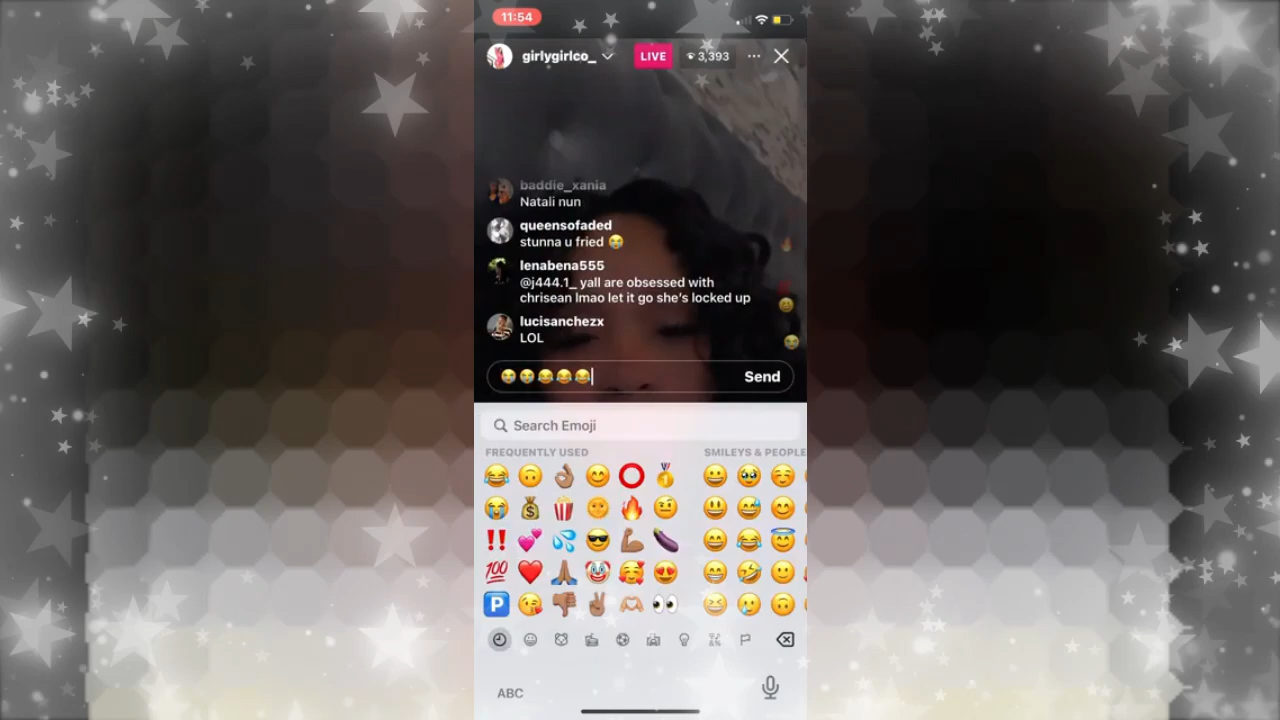 11:54
girlygirlco_ LIVE 3,393
baddie_xania
Natali nun
queensofaded
stunna u fried 😭
lenabena555
@j444.1_ yall are obsessed with
chrisean lmao let it go she's locked up
lucisanchezx
LOL
😭😭😂😂😂 Send
Search Emoji
FREQUENTLY USED SMILEYS & PEOPLE
ABC